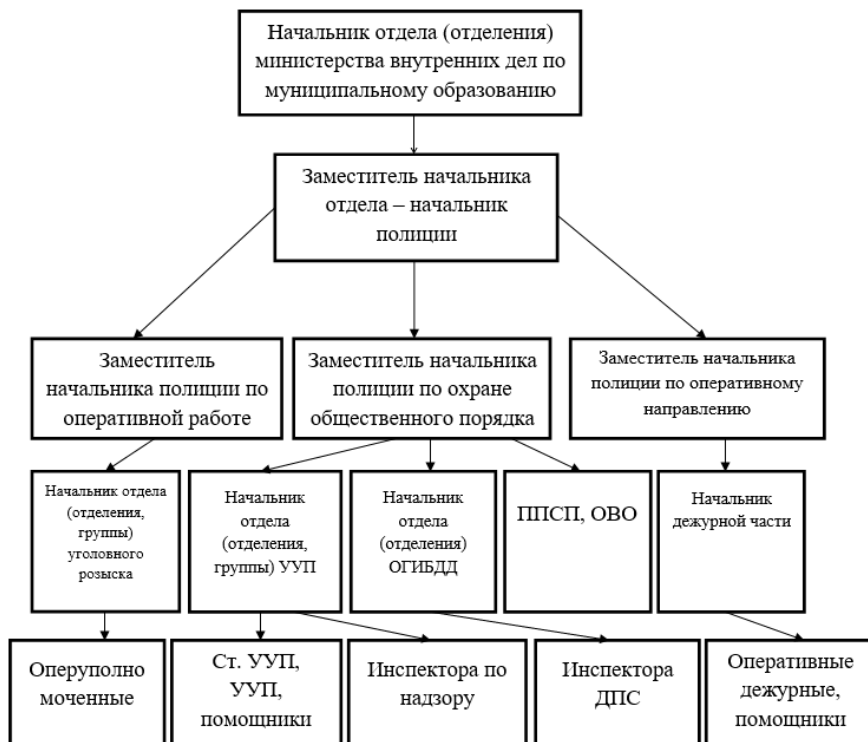 Начальник отдела (отделения)
министерства внутренних дел по
муниципальному образованию
Заместитель начальника
отдела – начальник
полиции
Заместитель
начальника полиции по
оперативной работе
Заместитель начальника
полиции по охране
общественного порядка
Заместитель начальника
полиции по оперативному
направлению
Начальник отдела
(отделения,
группы)
уголовного
розыска
Начальник
отдела
(отделения,
группы) УУП
Начальник
отдела
(отделения)
ОГИБДД
ППСП, ОВО
Начальник
дежурной части
Оперуполно
моченные
Ст. УУП,
УУП,
помощники
Инспектора по
надзору
Инспектора
ДПС
Оперативные
дежурные,
помощники